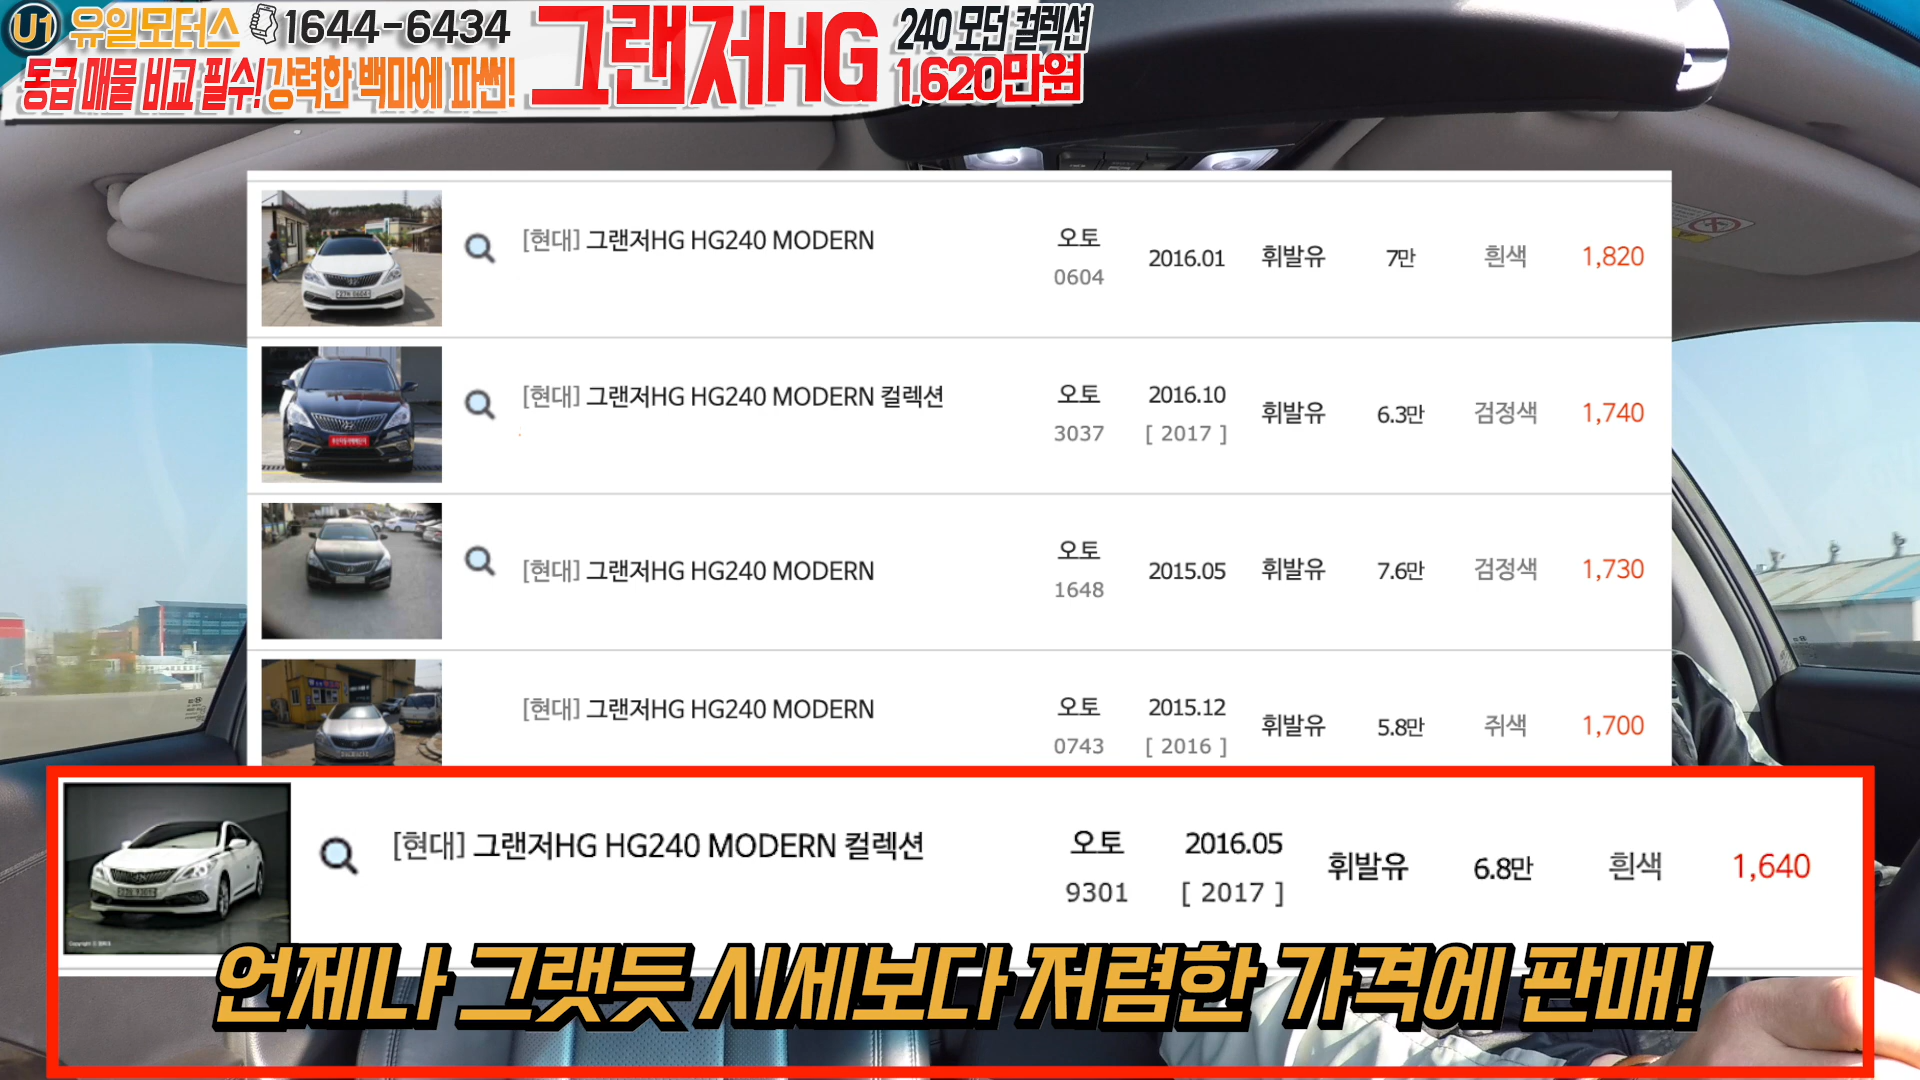 U1 유일모터스 1644-6434
동급 매물 비교 필수! 강력한 백마에 파썬!
그랜저HG
240 모던 컬렉션
1,620만원
[현대] 그랜저HG HG240 MODERN 오토 0604 2016.01 휘발유 7만 흰색 1,820
[현대] 그랜저HG HG240 MODERN 컬렉션 오토 3037 2016.10 [ 2017 ] 휘발유 6.3만 검정색 1,740
[현대] 그랜저HG HG240 MODERN 오토 1648 2015.05 휘발유 7.6만 검정색 1,730
[현대] 그랜저HG HG240 MODERN 오토 0743 2015.12 [ 2016 ] 휘발유 5.8만 쥐색 1,700
[현대] 그랜저HG HG240 MODERN 컬렉션 오토 9301 2016.05 [ 2017 ] 휘발유 6.8만 흰색 1,640
언제나 그랫듯 시세보다 저렴한 가격에 판매!